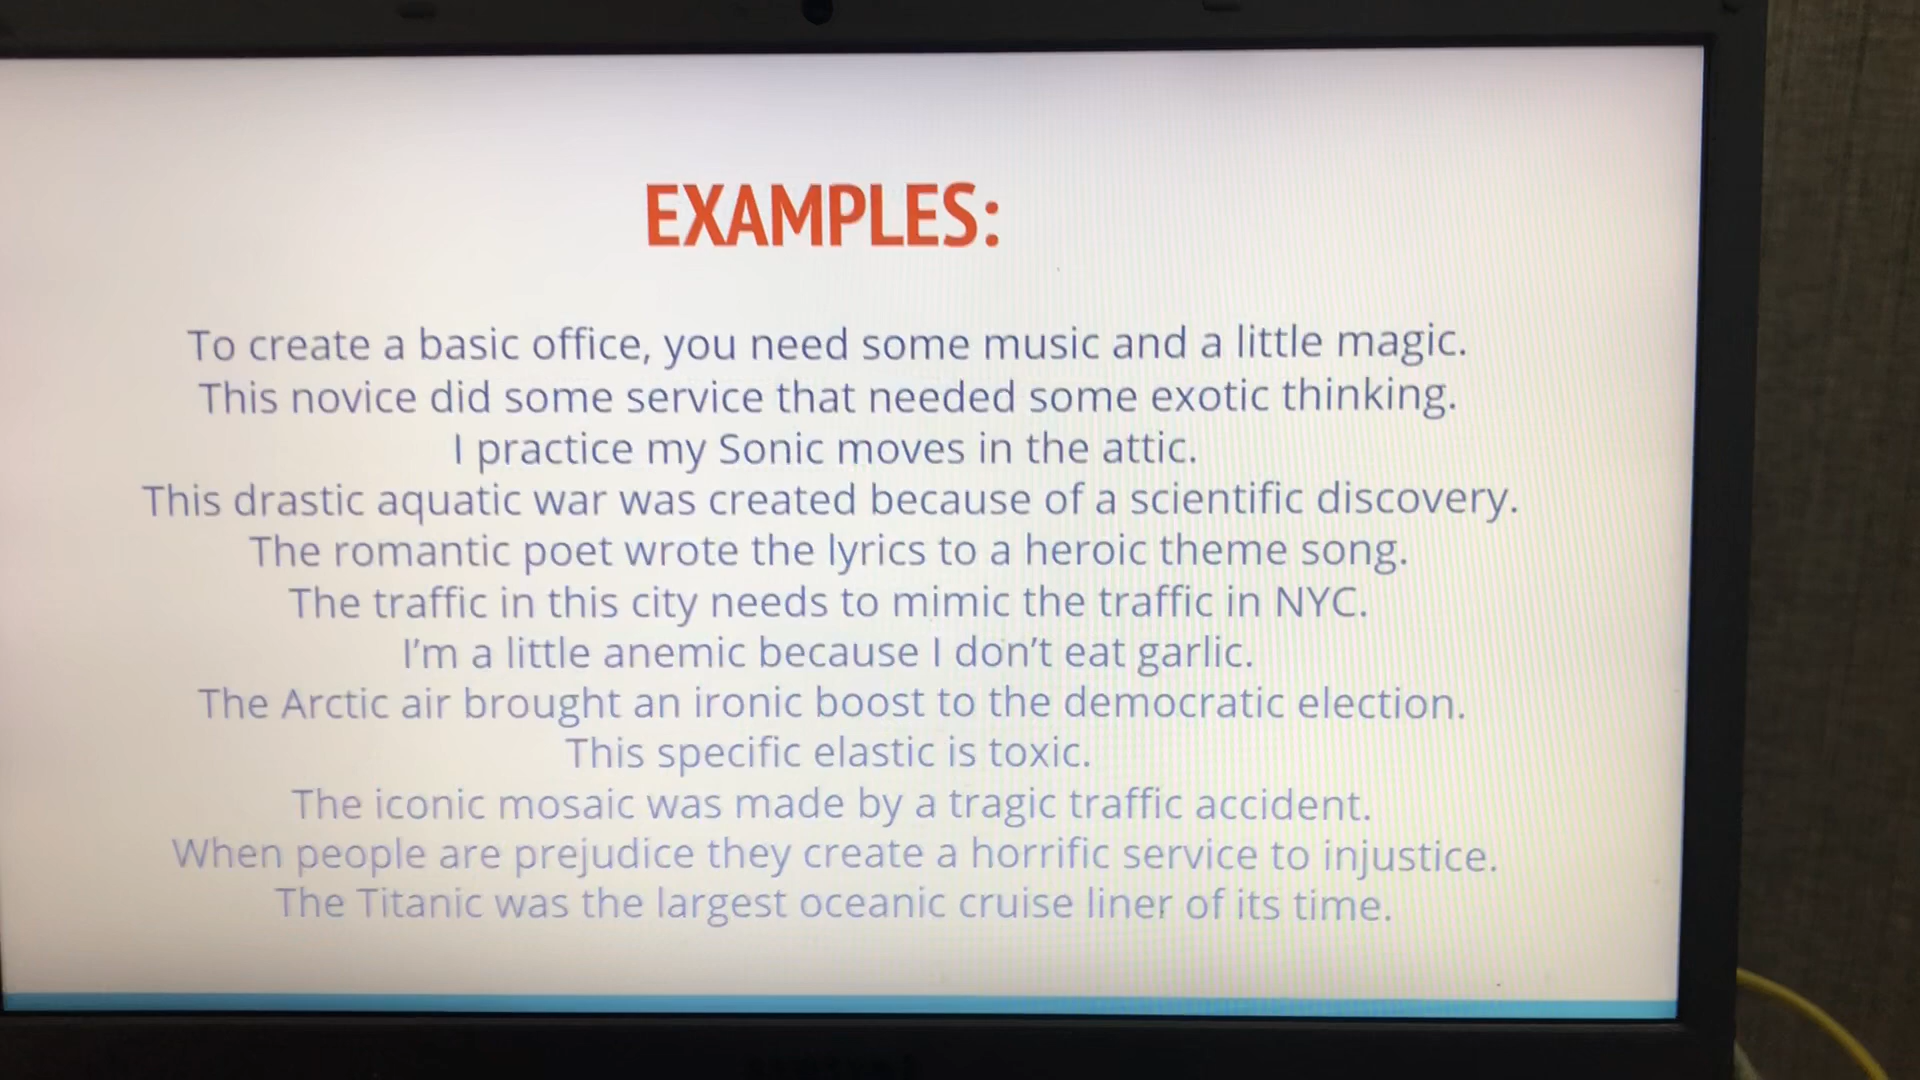 EXAMPLES:
To create a basic office, you need some music and a little magic.
This novice did some service that needed some exotic thinking.
I practice my Sonic moves in the attic.
This drastic aquatic war was created because of a scientific discovery.
The romantic poet wrote the lyrics to a heroic theme song.
The traffic in this city needs to mimic the traffic in NYC.
I'm a little anemic because I don't eat garlic.
The Arctic air brought an ironic boost to the democratic election.
This specific elastic is toxic.
The iconic mosaic was made by a tragic traffic accident.
When people are prejudice they create a horrific service to injustice.
The Titanic was the largest oceanic cruise liner of its time.